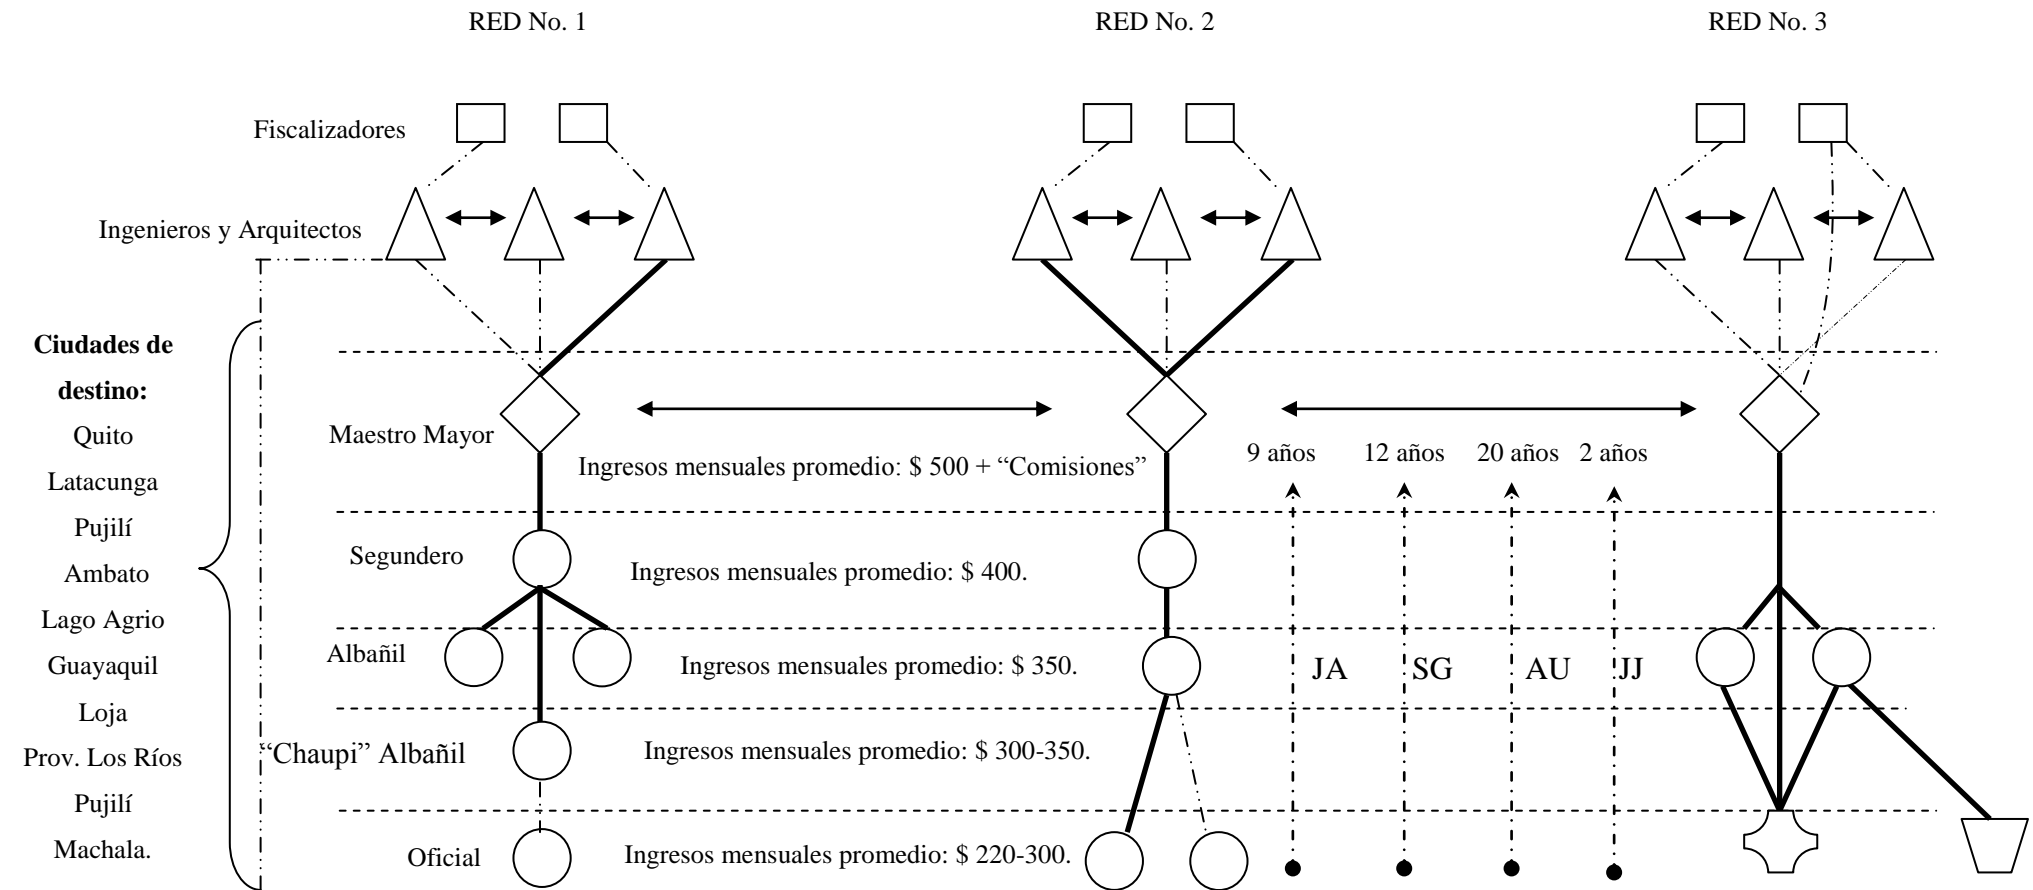 RED No. 1
RED No. 2
RED No. 3
Fiscalizadores
Ingenieros y Arquitectos
Ciudades de
destino:
Quito
Latacunga
Pujilí
Ambato
Lago Agrio
Guayaquil
Loja
Prov. Los Ríos
Pujilí
Machala.
Maestro Mayor
Ingresos mensuales promedio: $ 500 + “Comisiones”
9 años
12 años
20 años
2 años
Segundero
Ingresos mensuales promedio: $ 400.
Albañil
Ingresos mensuales promedio: $ 350.
JA
SG
AU
JJ
“Chaupi” Albañil
Ingresos mensuales promedio: $ 300-350.
Oficial
Ingresos mensuales promedio: $ 220-300.